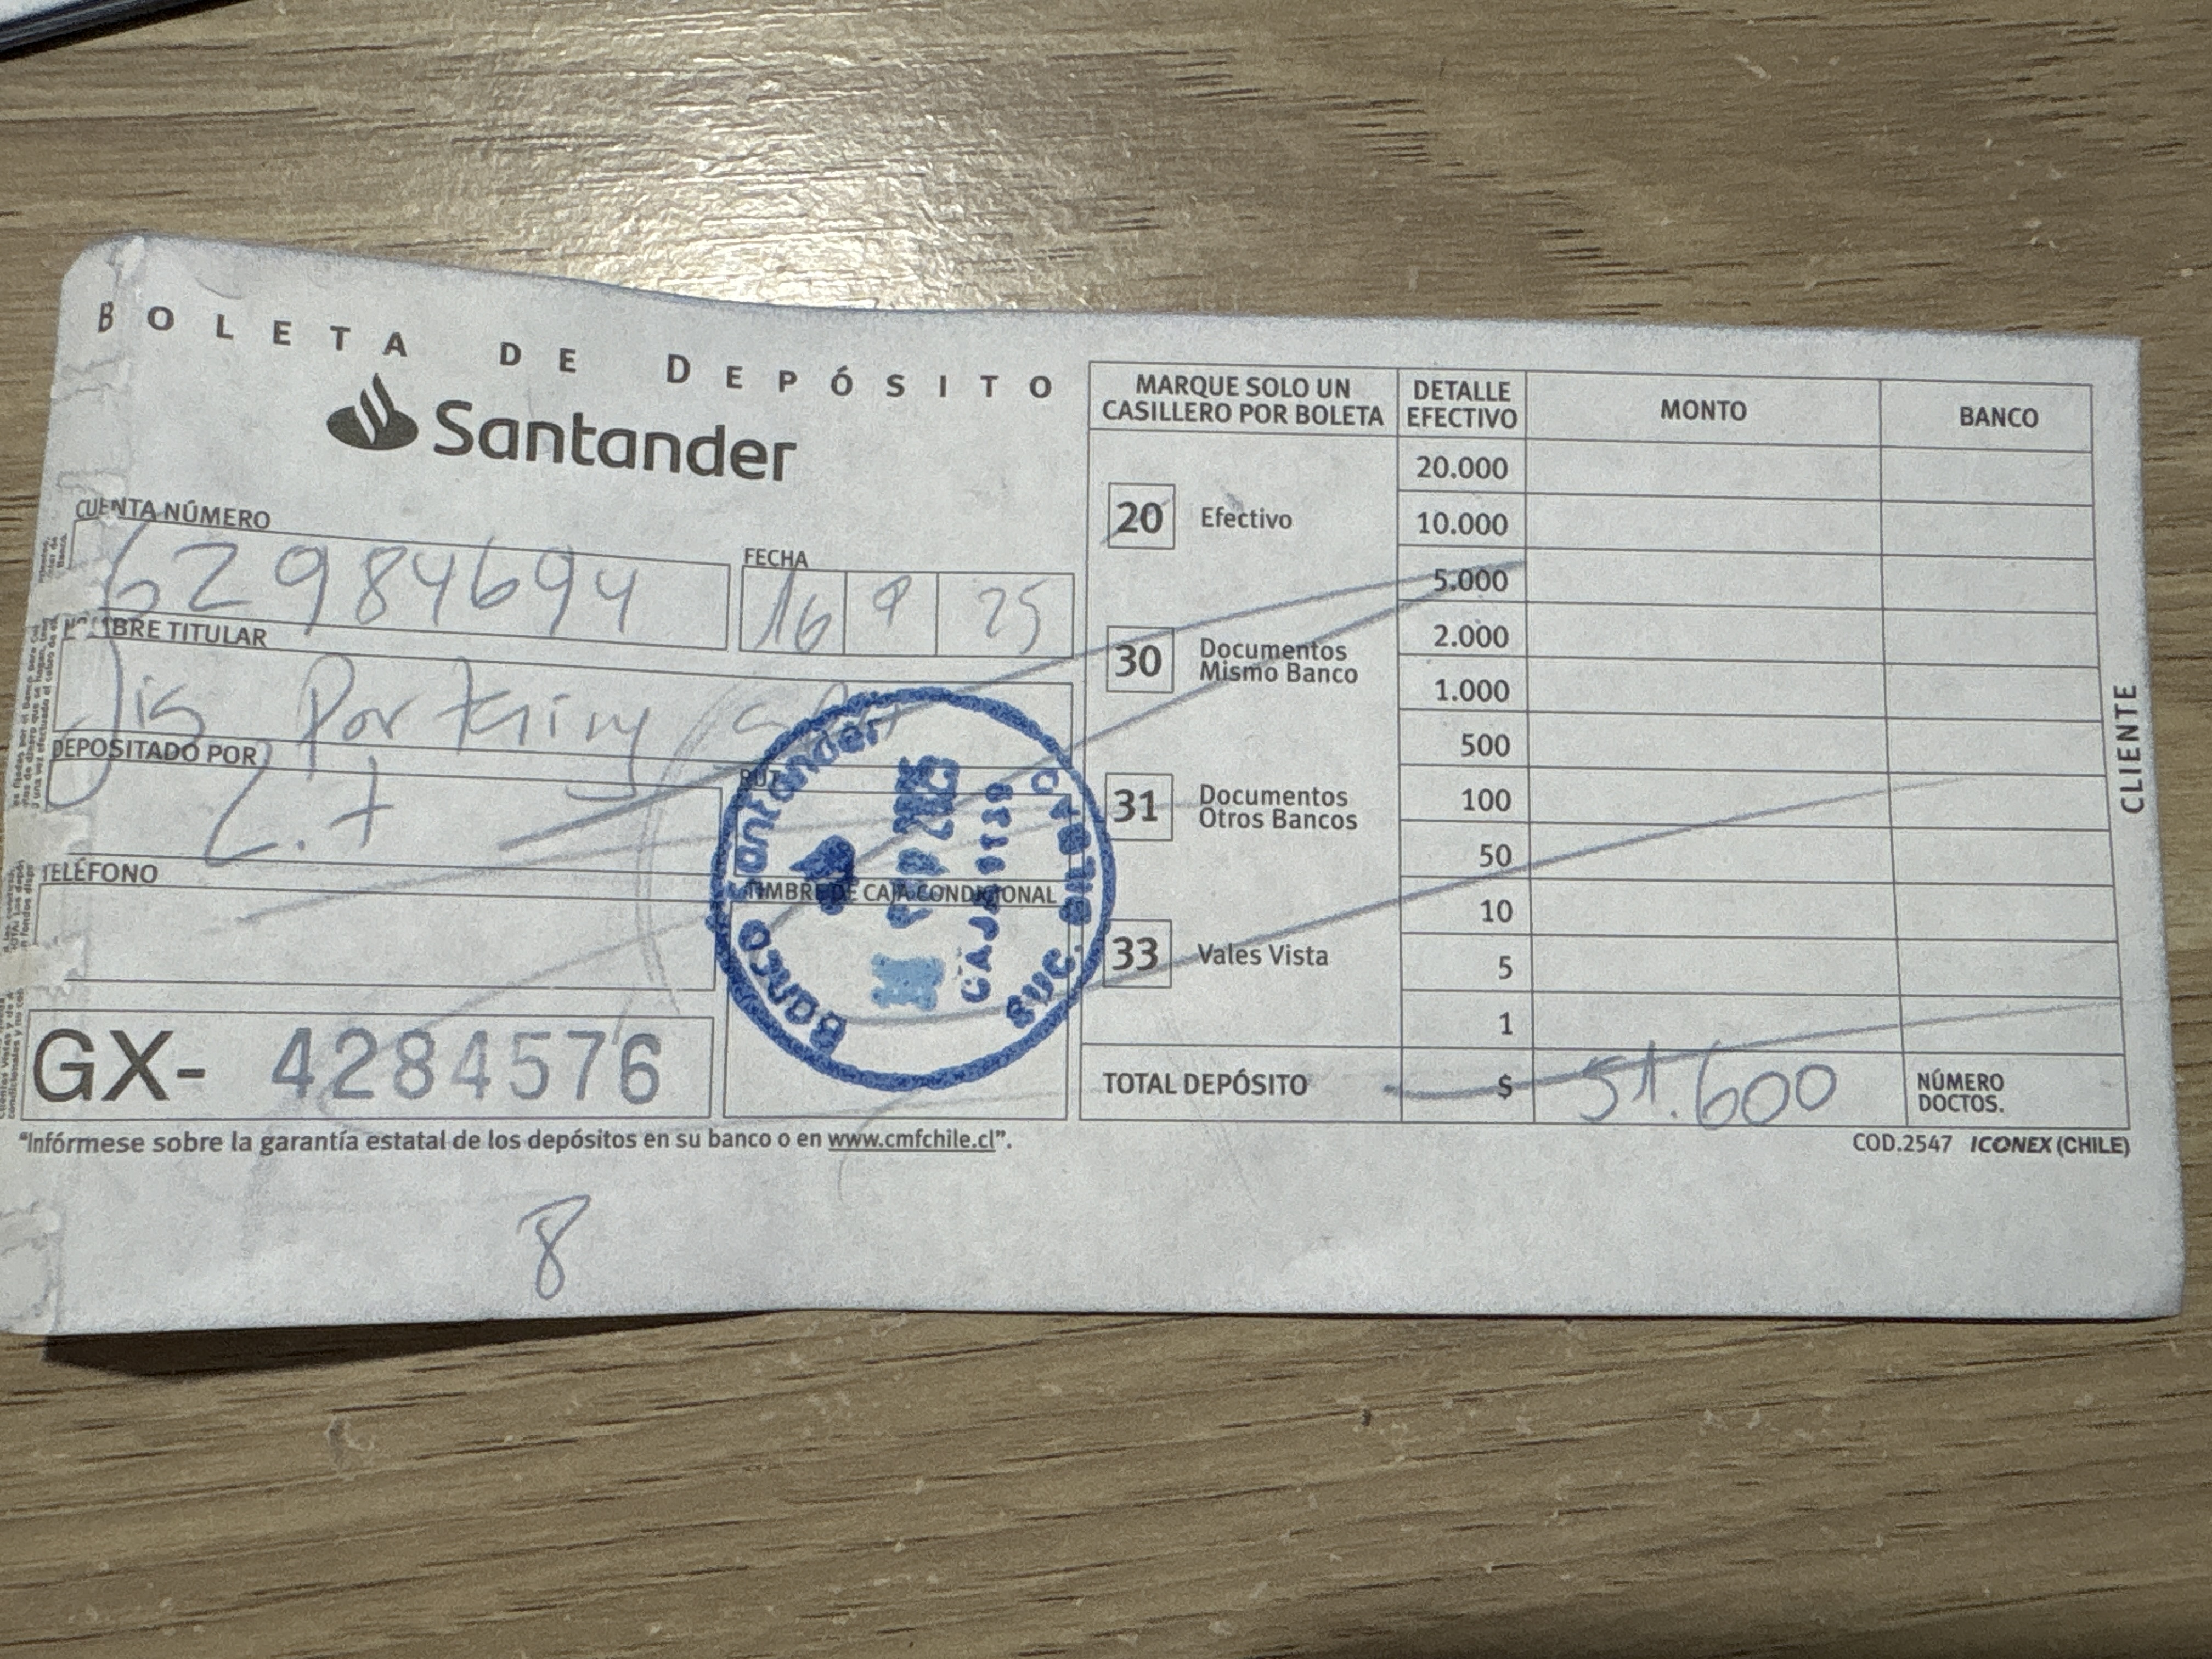 BOLETA DE DEPÓSITO
Santander
CUENTA NÚMERO
62984694
FECHA
16 9 25
BRE TITULAR
DEPOSITADO POR
RUT
TELÉFONO
TIMBRE DE CAJA CONDICIONAL
Banco Santander
CAJA
SUC.
GX- 4284576
"Infórmese sobre la garantía estatal de los depósitos en su banco o en www.cmfchile.cl".
8
MARQUE SOLO UN CASILLERO POR BOLETA
20 Efectivo
30 Documentos Mismo Banco
31 Documentos Otros Bancos
33 Vales Vista
DETALLE EFECTIVO
MONTO
BANCO
20.000
10.000
5.000
2.000
1.000
500
100
50
10
5
1
TOTAL DEPÓSITO $ 51.600 NÚMERO DOCTOS.
COD.2547 ICONEX (CHILE)
CLIENTE